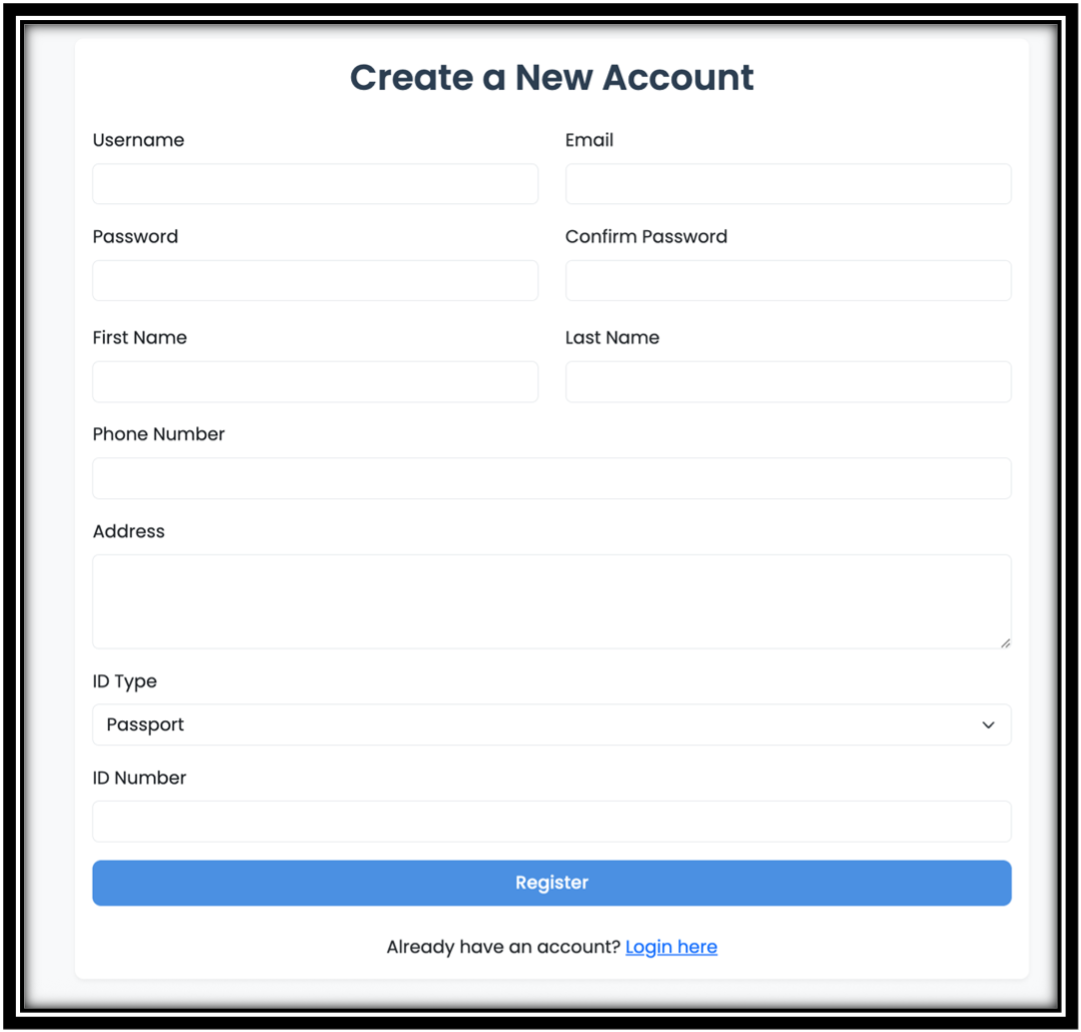 Create a New Account
Username
Email
Password
Confirm Password
First Name
Last Name
Phone Number
Address
ID Type
Passport
ID Number
Register
Already have an account? Login here